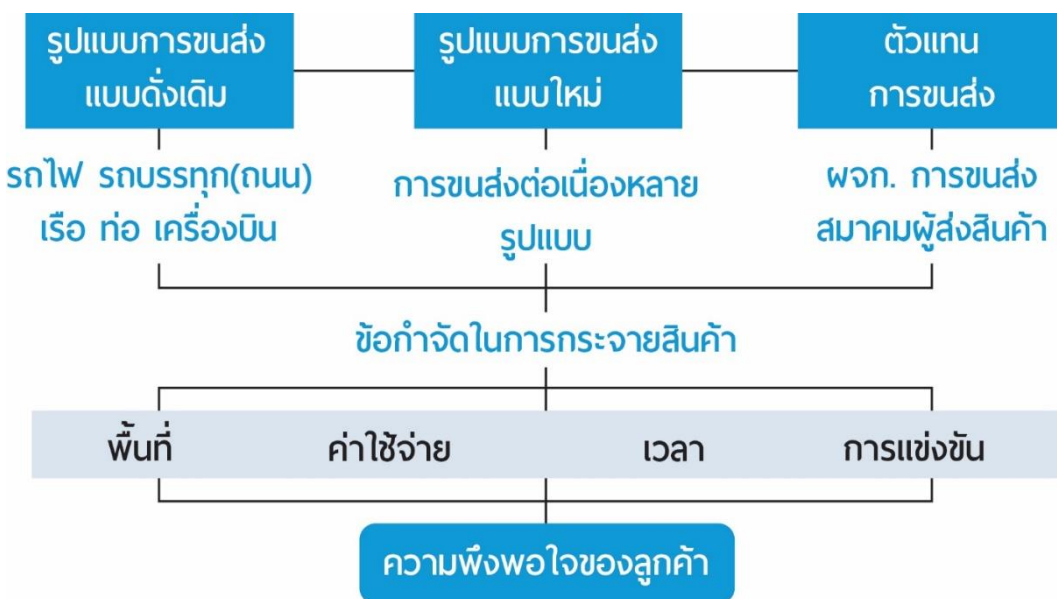 รูปแบบการขนส่ง
แบบดั่งเดิม
รูปแบบการขนส่ง
แบบใหม่
ตัวแทน
การขนส่ง
รถไฟ รถบรรทุก(ถนน)
เรือ ท่อ เครื่องบิน
การขนส่งต่อเนื่องหลาย
รูปแบบ
ผจก. การขนส่ง
สมาคมผู้ส่งสินค้า
ข้อกำจัดในการกระจายสินค้า
พื้นที่ ค่าใช้จ่าย เวลา การแข่งขัน
ความพึงพอใจของลูกค้า